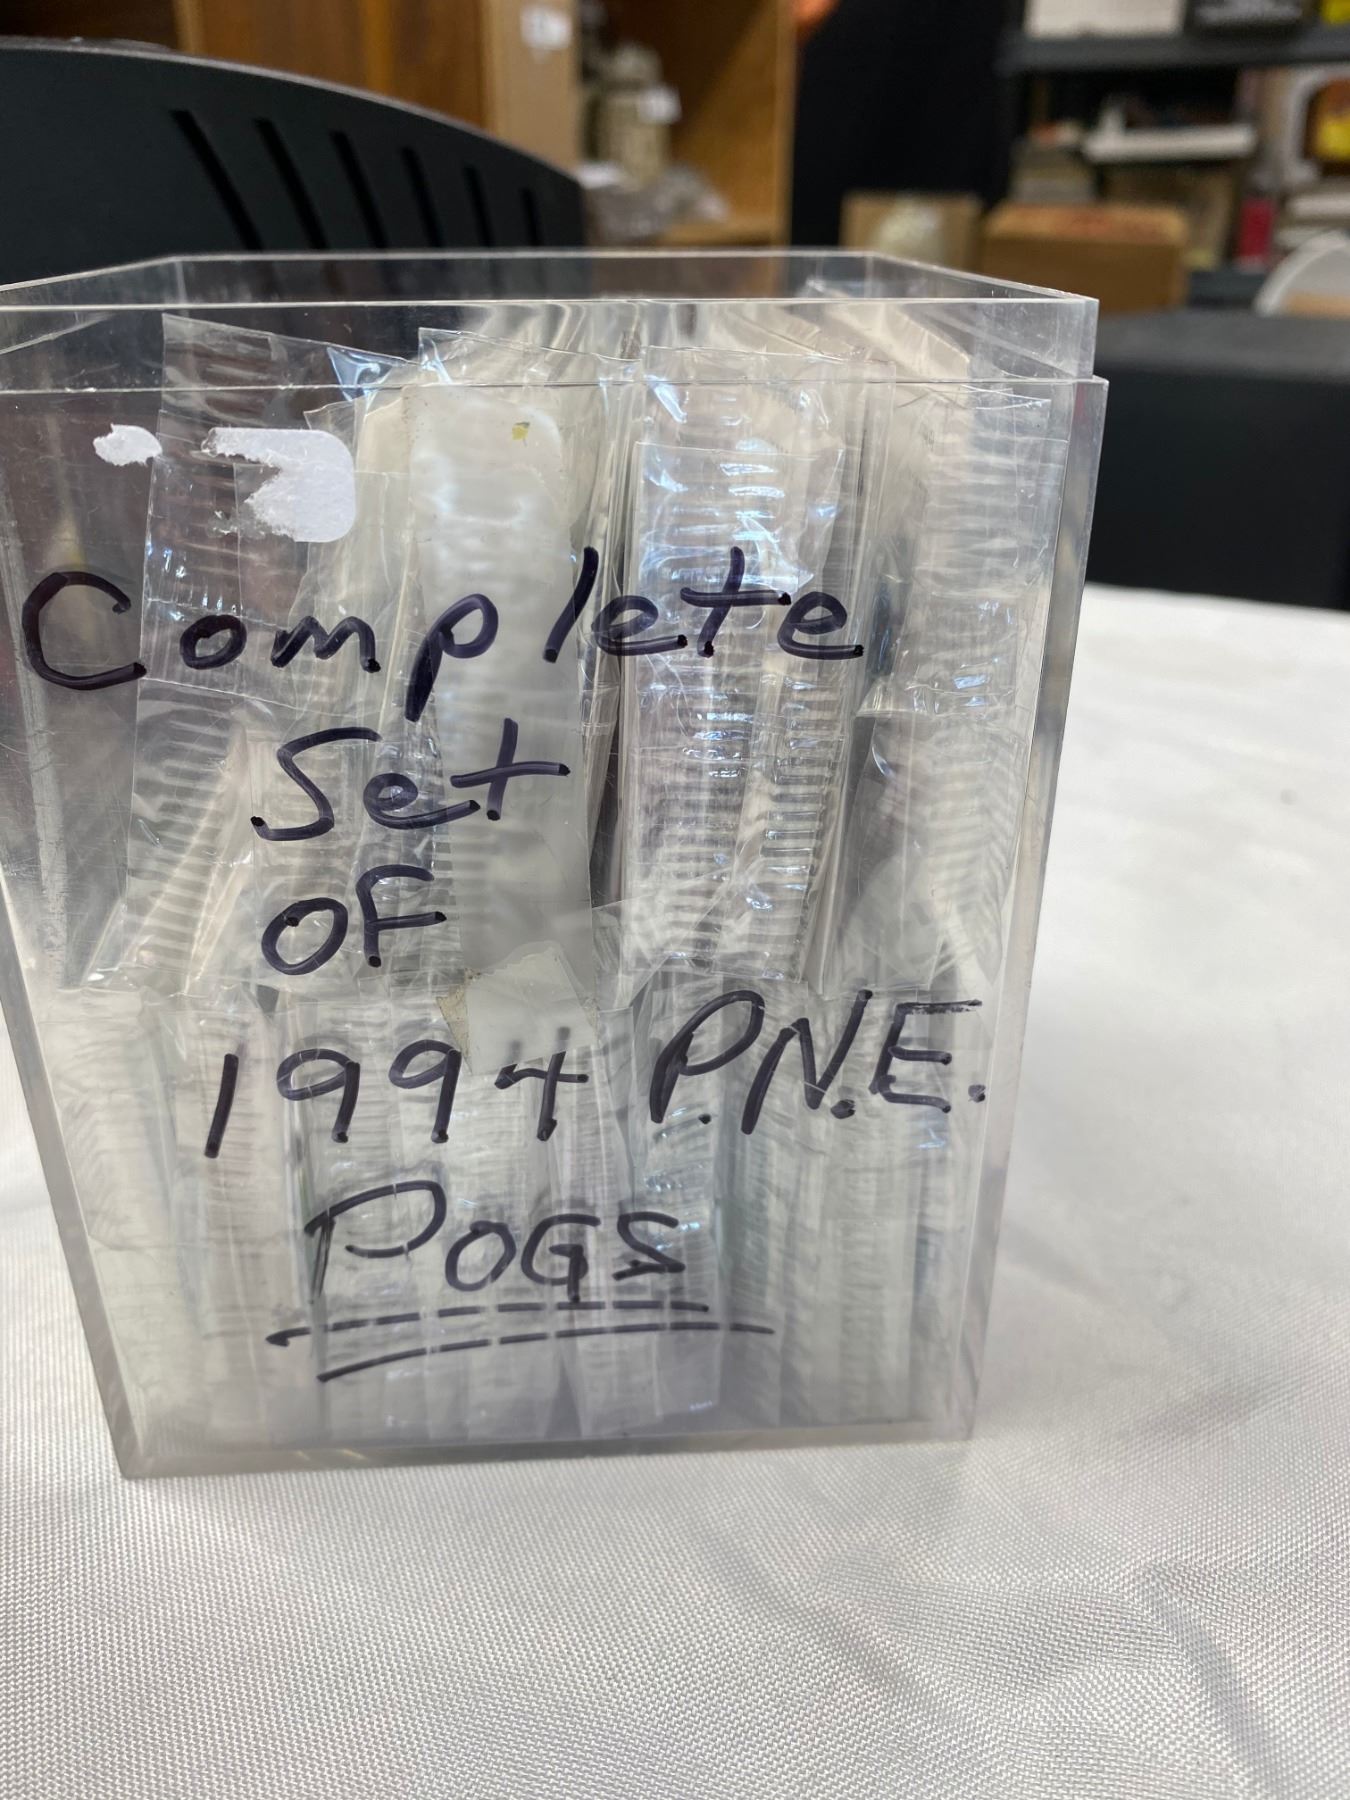 Complete
Set
OF
1994 P.N.E.
POGS